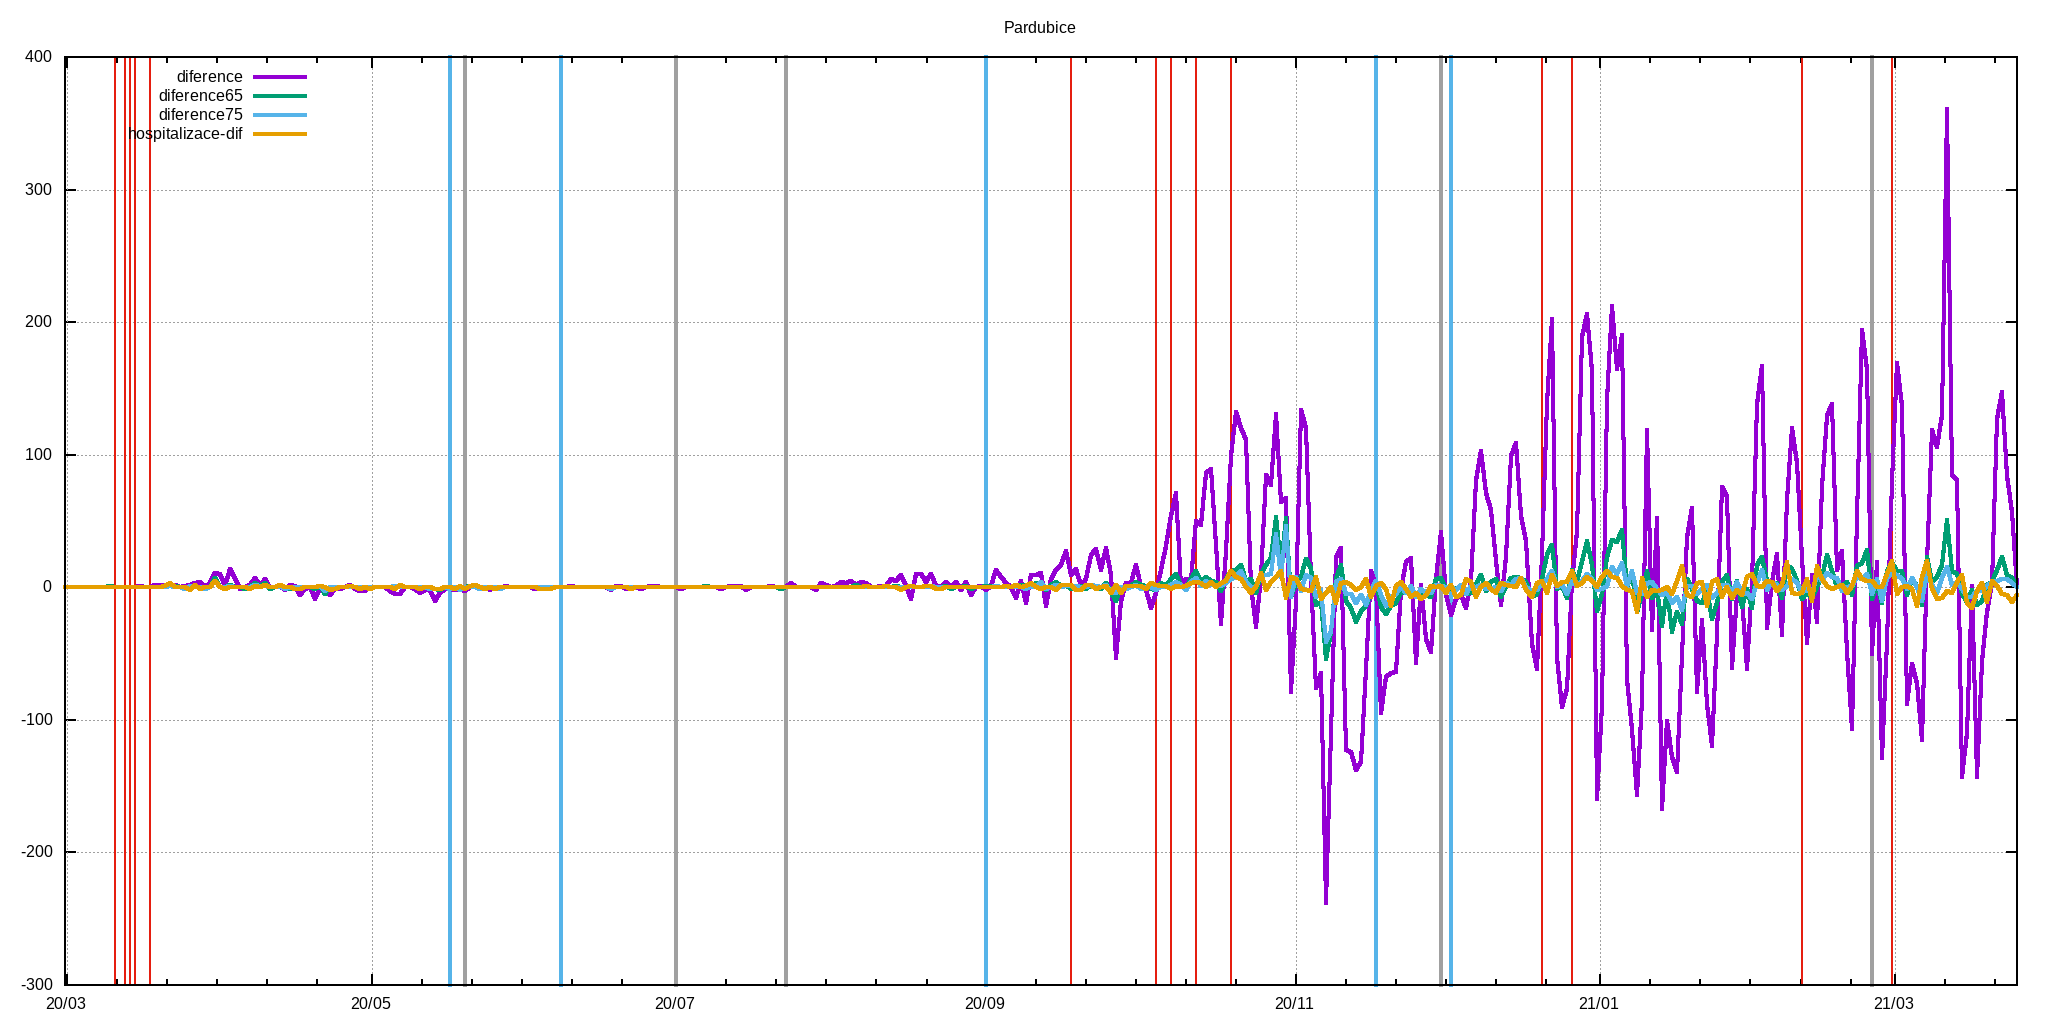 Pardubice
400
300
200
100
0
-100
-200
-300
diference
diference65
diference75
hospitalizace-dif
20/03 20/05 20/07 20/09 20/11 21/01 21/03